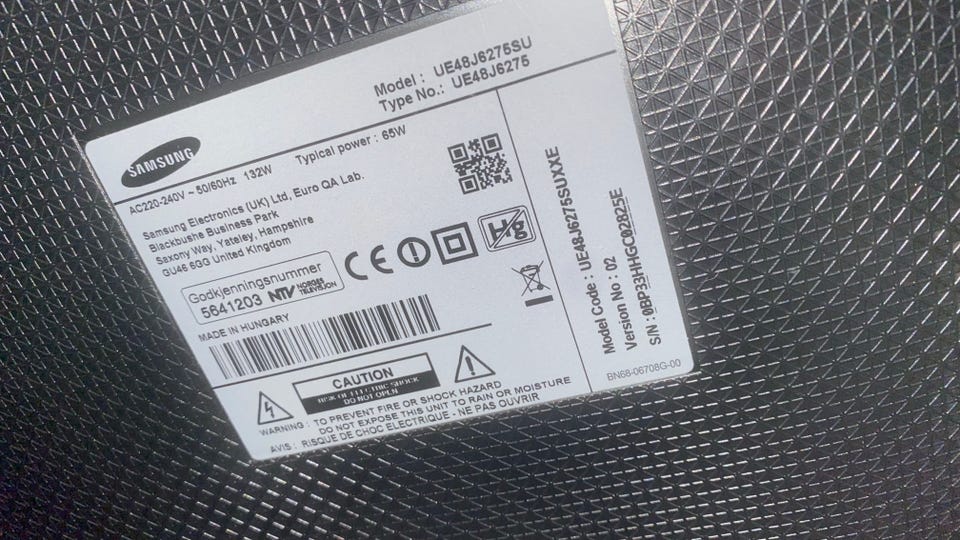 Model : UE48J6275SU
Type No.: UE48J6275
SAMSUNG
AC220-240V ~ 50/60Hz 132W Typical power : 65W
Samsung Electronics (UK) Ltd, Euro QA Lab.
Blackbushe Business Park
Saxony Way, Yateley, Hampshire
GU46 6GG United Kingdom
Godkjenningsnummer
5641203 NTV NORGES TELEVISION
CE
Hg
MADE IN HUNGARY
CAUTION
RISK OF ELECTRIC SHOCK
DO NOT OPEN
WARNING : TO PREVENT FIRE OR SHOCK HAZARD
DO NOT EXPOSE THIS UNIT TO RAIN OR MOISTURE
AVIS : RISQUE DE CHOC ELECTRIQUE - NE PAS OUVRIR
Model Code : UE48J6275SUXXE
Version No : 02
S/N : 0BP53HHGC02825E
BN68-06708G-00